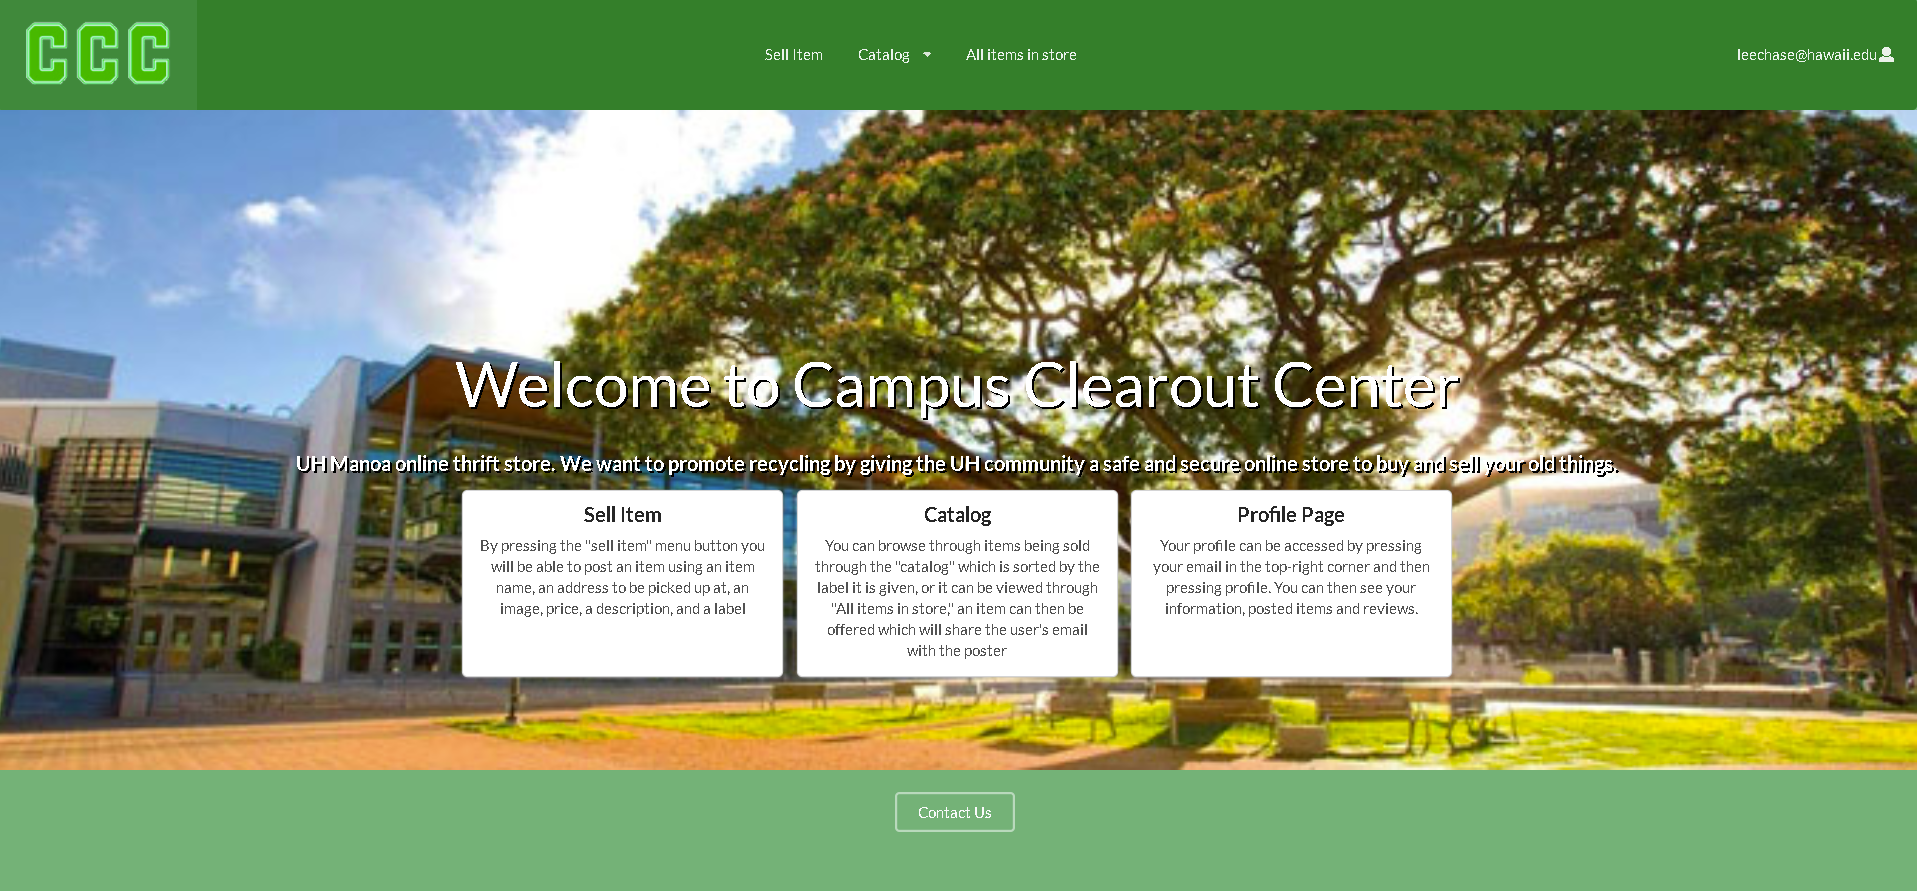 CCC
Sell Item
Catalog
All items in store
leechase@hawaii.edu
Welcome to Campus Clearout Center
UH Manoa online thrift store. We want to promote recycling by giving the UH community a safe and secure online store to buy and sell your old things.
Sell Item
By pressing the "sell item" menu button you
will be able to post an item using an item
name, an address to be picked up at, an
image, price, a description, and a label
Catalog
You can browse through items being sold
through the "catalog" which is sorted by the
label it is given, or it can be viewed through
"All items in store," an item can then be
offered which will share the user's email
with the poster
Profile Page
Your profile can be accessed by pressing
your email in the top-right corner and then
pressing profile. You can then see your
information, posted items and reviews.
Contact Us